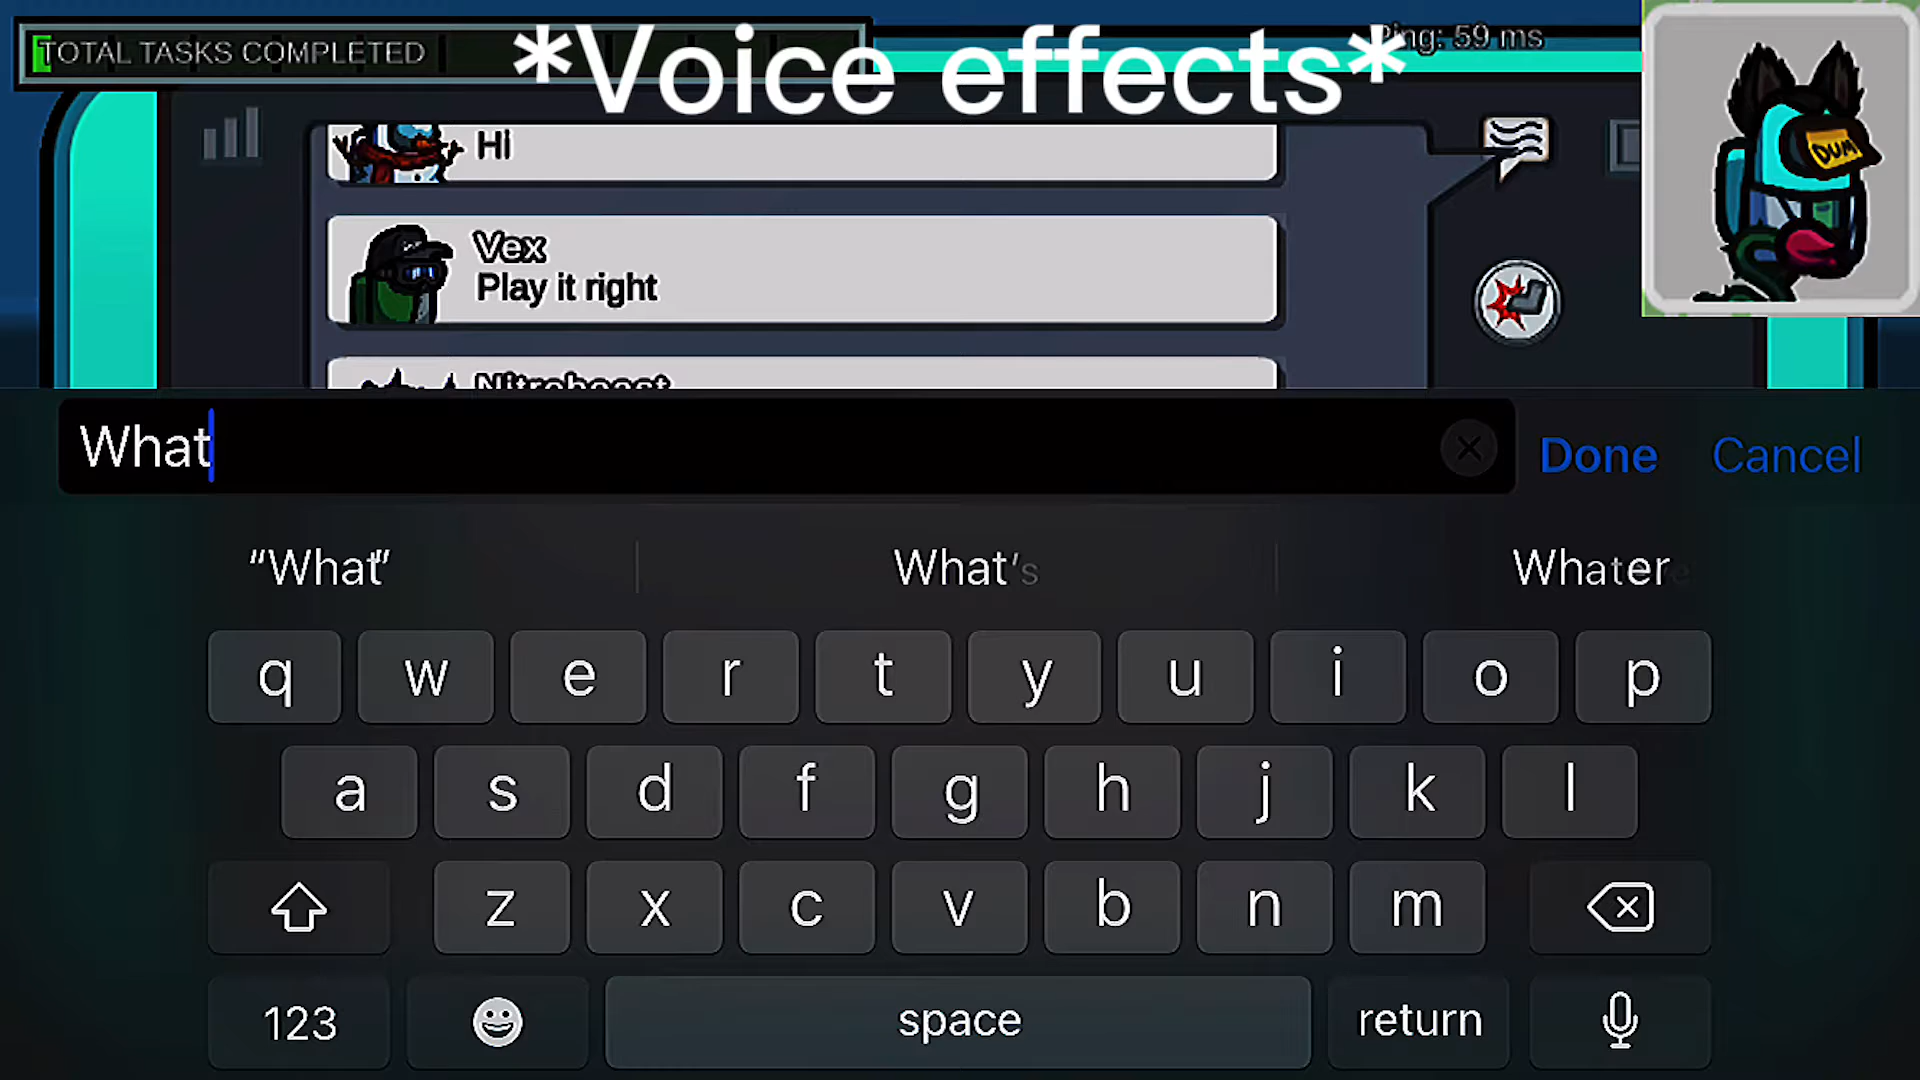 TOTAL TASKS COMPLETED
*Voice effects*
Ping: 59 ms
DUM
Hi
Vex
Play it right
Nitroboost
What
Done
Cancel
“What” What's Whater
q w e r t y u i o p
a s d f g h j k l
z x c v b n m
123 space return